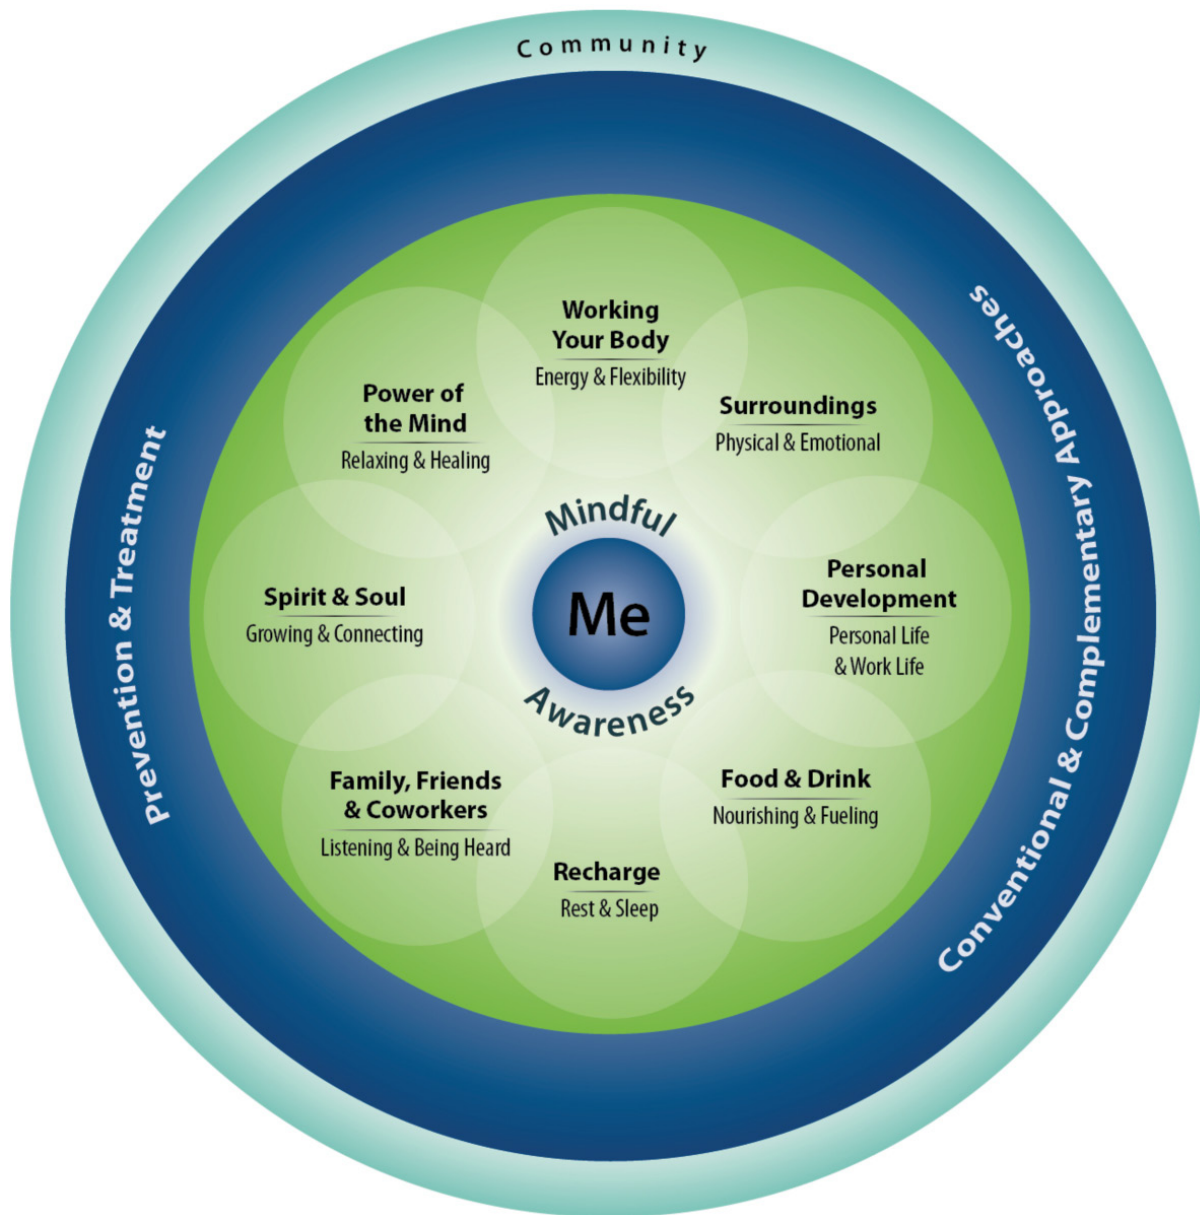 Community
Prevention & Treatment
Conventional & Complementary Approaches
Working
Your Body
Energy & Flexibility
Surroundings
Physical & Emotional
Personal
Development
Personal Life
& Work Life
Food & Drink
Nourishing & Fueling
Recharge
Rest & Sleep
Family, Friends
& Coworkers
Listening & Being Heard
Spirit & Soul
Growing & Connecting
Power of
the Mind
Relaxing & Healing
Mindful
Me
Awareness